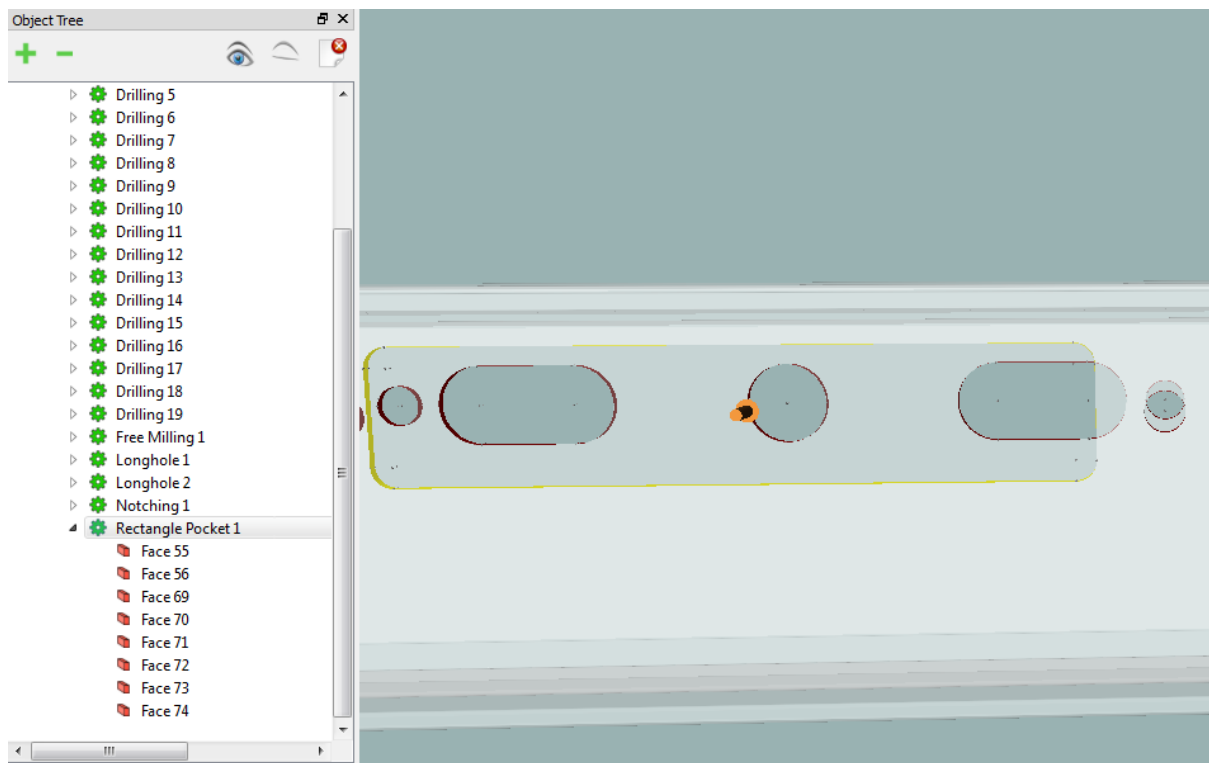 Object Tree
Drilling 5
Drilling 6
Drilling 7
Drilling 8
Drilling 9
Drilling 10
Drilling 11
Drilling 12
Drilling 13
Drilling 14
Drilling 15
Drilling 16
Drilling 17
Drilling 18
Drilling 19
Free Milling 1
Longhole 1
Longhole 2
Notching 1
Rectangle Pocket 1
Face 55
Face 56
Face 69
Face 70
Face 71
Face 72
Face 73
Face 74